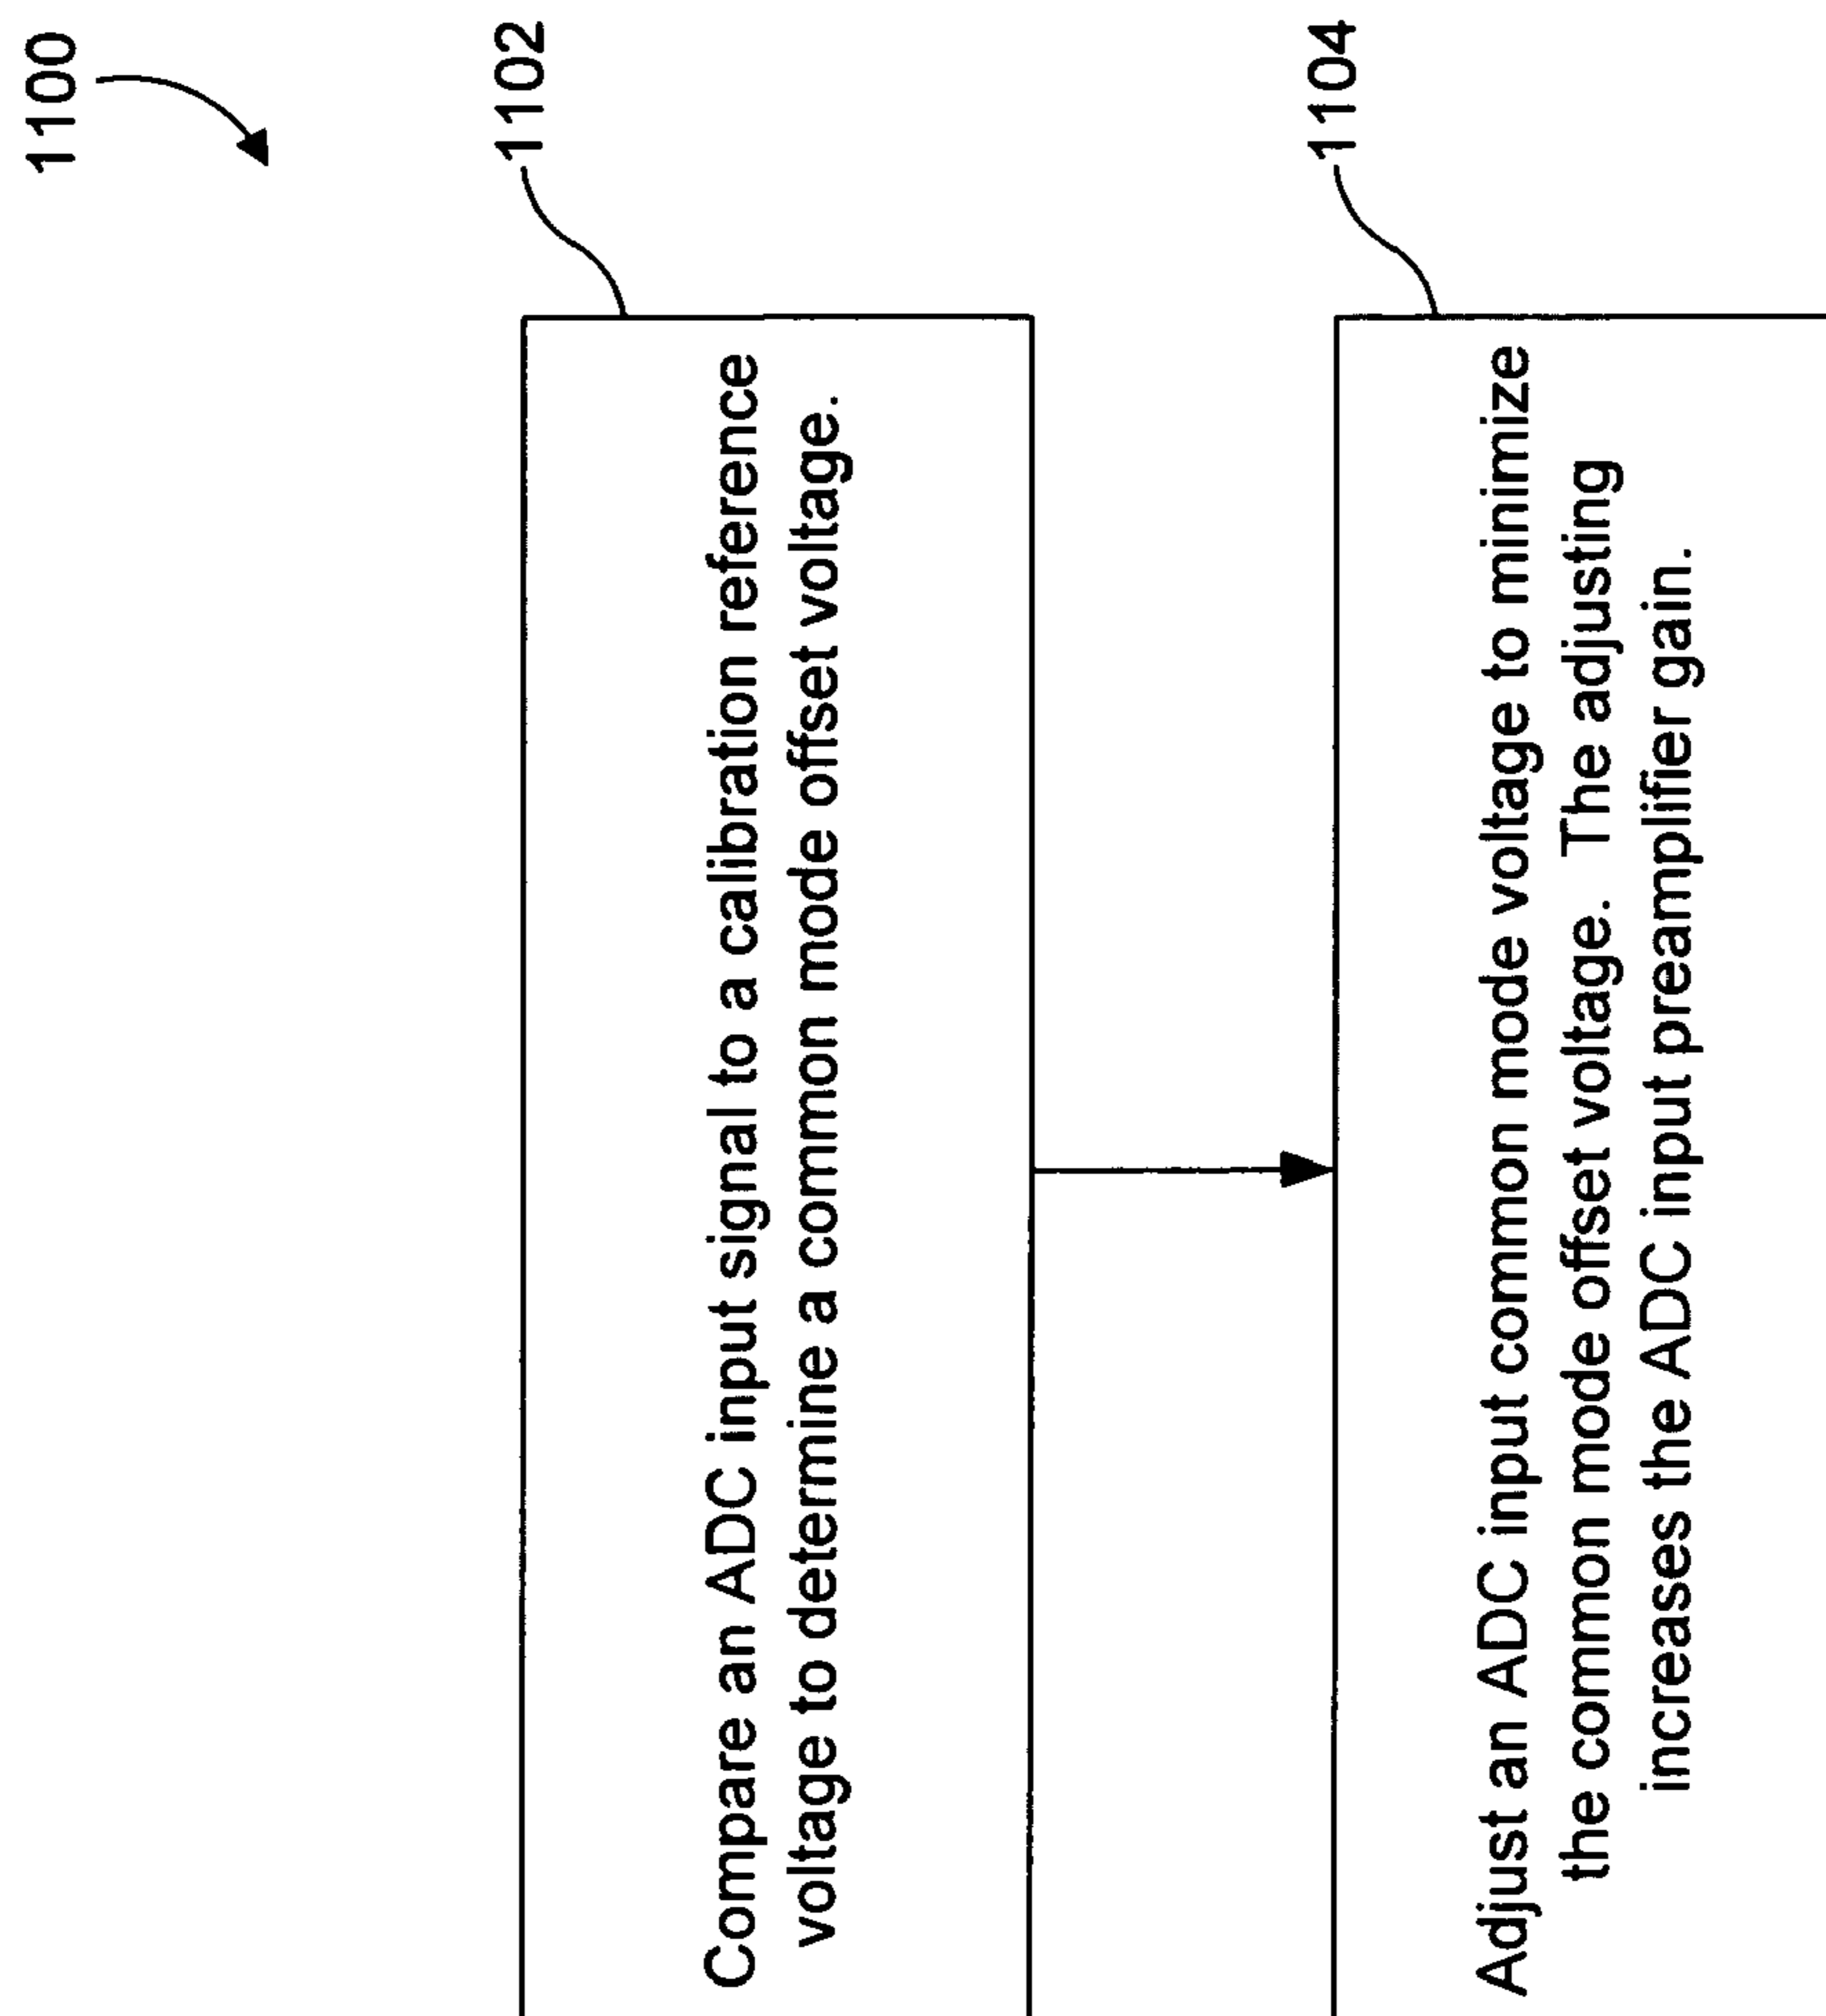 1100
1102
Compare an ADC input signal to a calibration reference
voltage to determine a common mode offset voltage.
1104
Adjust an ADC input common mode voltage to minimize
the common mode offset voltage.  The adjusting
increases the ADC input preamplifier gain.